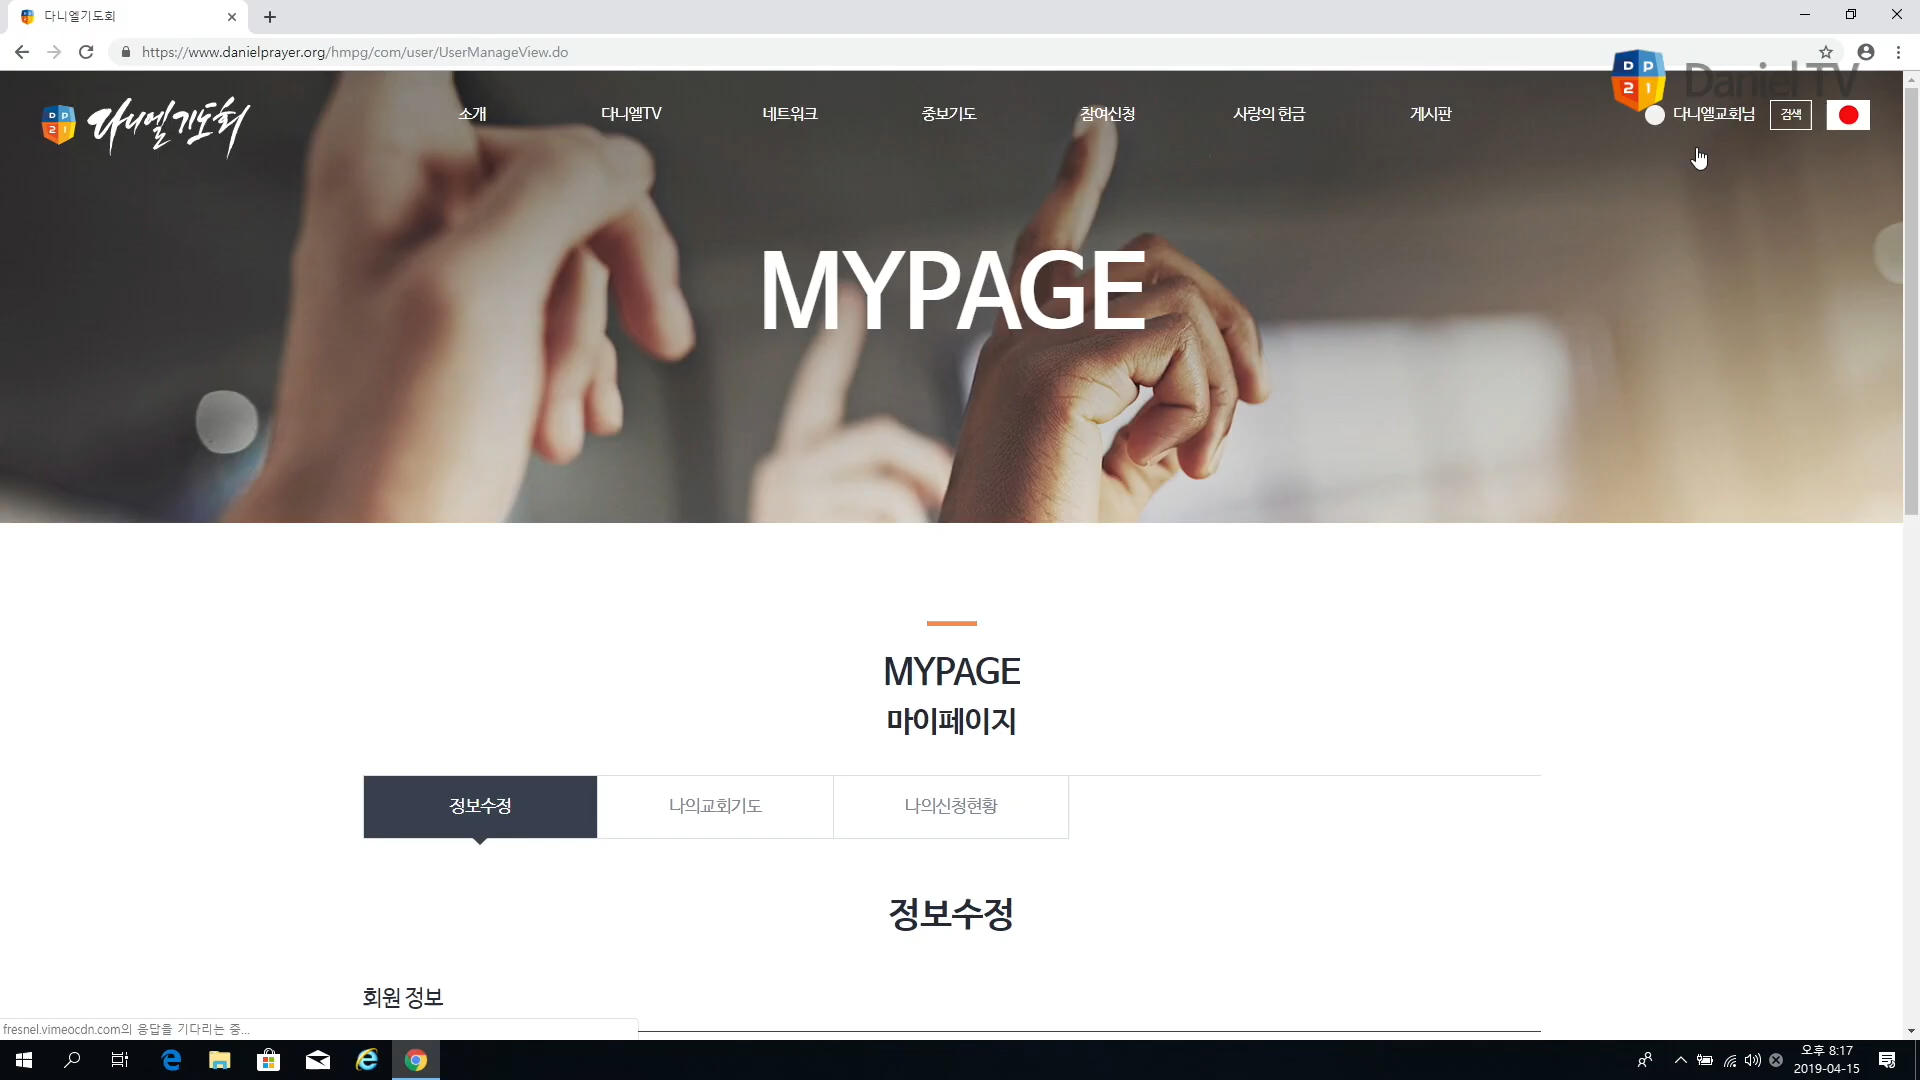 다니엘기도회
https://www.danielprayer.org/hmpg/com/user/UserManageView.do
DP
21
Daniel TV
DP
21
다니엘기도회
소개
다니엘TV
네트워크
중보기도
참여신청
사랑의 헌금
게시판
다니엘교회님
검색
MYPAGE
MYPAGE
마이페이지
정보수정
나의교회기도
나의신청현황
정보수정
회원 정보
fresnel.vimeocdn.com의 응답을 기다리는 중...
오후 8:17
2019-04-15